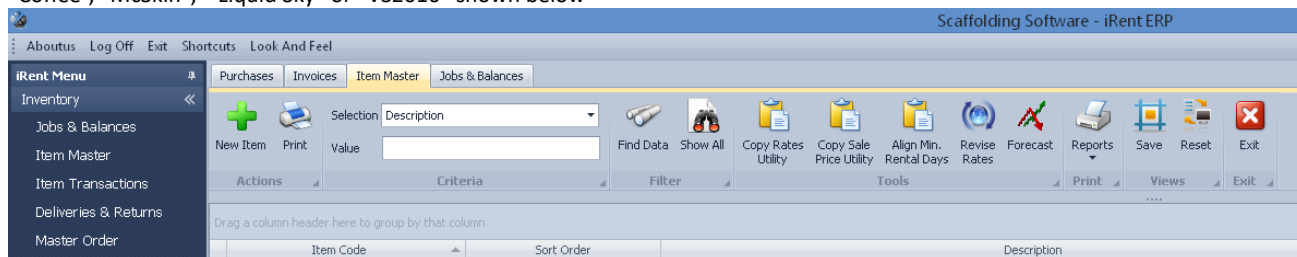 "Coffee", "McSkin", "Liquid Sky" or "VS2010" shown below
Scaffolding Software - iRent ERP
Aboutus Log Off Exit Shortcuts Look And Feel
iRent Menu
Purchases Invoices Item Master Jobs & Balances
Inventory
Jobs & Balances
Item Master
Item Transactions
Deliveries & Returns
Master Order
Selection Description
Value
New Item Print Find Data Show All Copy Rates Utility Copy Sale Price Utility Align Min. Rental Days Revise Rates Forecast Reports Save Reset Exit
Actions Criteria Filter Tools Print Views Exit
Drag a column header here to group by that column
Item Code Sort Order Description